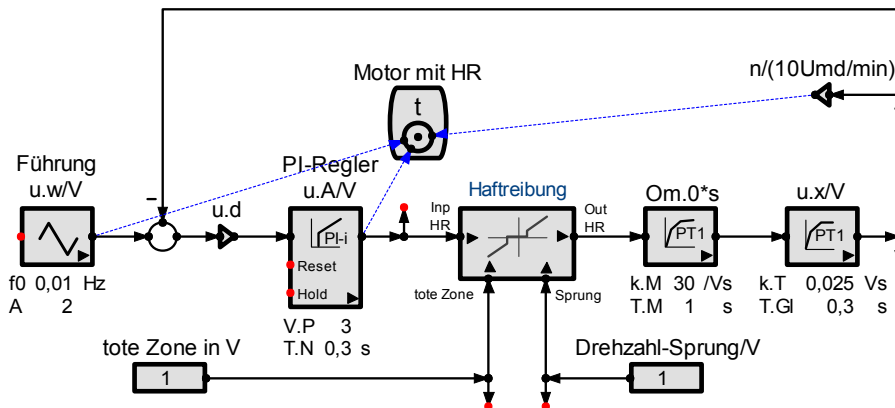 n/(10Umd/min)
Motor mit HR
t
Führung
u.w/V
PI-Regler
u.A/V
Haftreibung
Om.0*s
u.x/V
–
u.d
Inp
HR
Out
HR
PI-i
PT1
PT1
Reset
Hold
tote Zone
Sprung
f0 0,01 Hz
A 2
k.M 30 /Vs
T.M 1 s
k.T 0,025 Vs
T.Gl 0,3 s
V.P 3
T.N 0,3 s
tote Zone in V
Drehzahl-Sprung/V
1
1